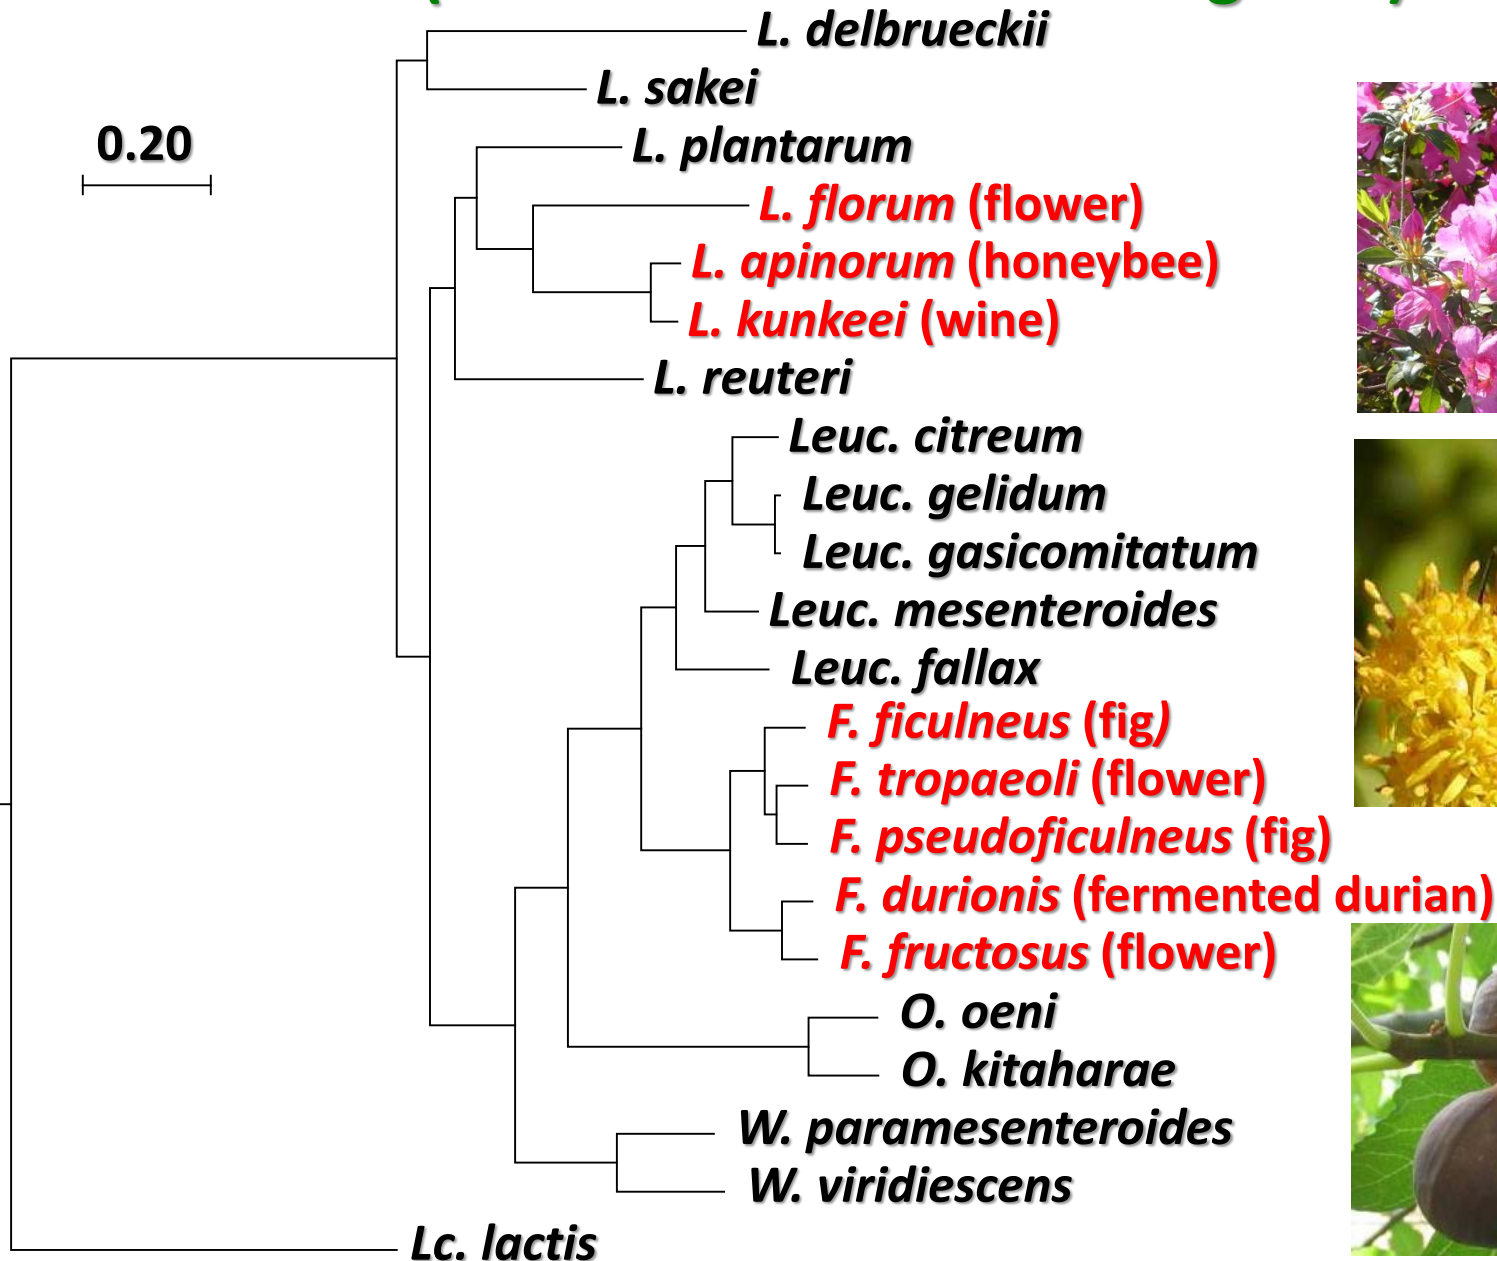 L. delbrueckii
L. sakei
0.20
L. plantarum
L. florum (flower)
L. apinorum (honeybee)
L. kunkeei (wine)
L. reuteri
Leuc. citreum
Leuc. gelidum
Leuc. gasicomitatum
Leuc. mesenteroides
Leuc. fallax
F. ficulneus (fig)
F. tropaeoli (flower)
F. pseudoficulneus (fig)
F. durionis (fermented durian)
F. fructosus (flower)
O. oeni
O. kitaharae
W. paramesenteroides
W. viridiescens
Lc. lactis